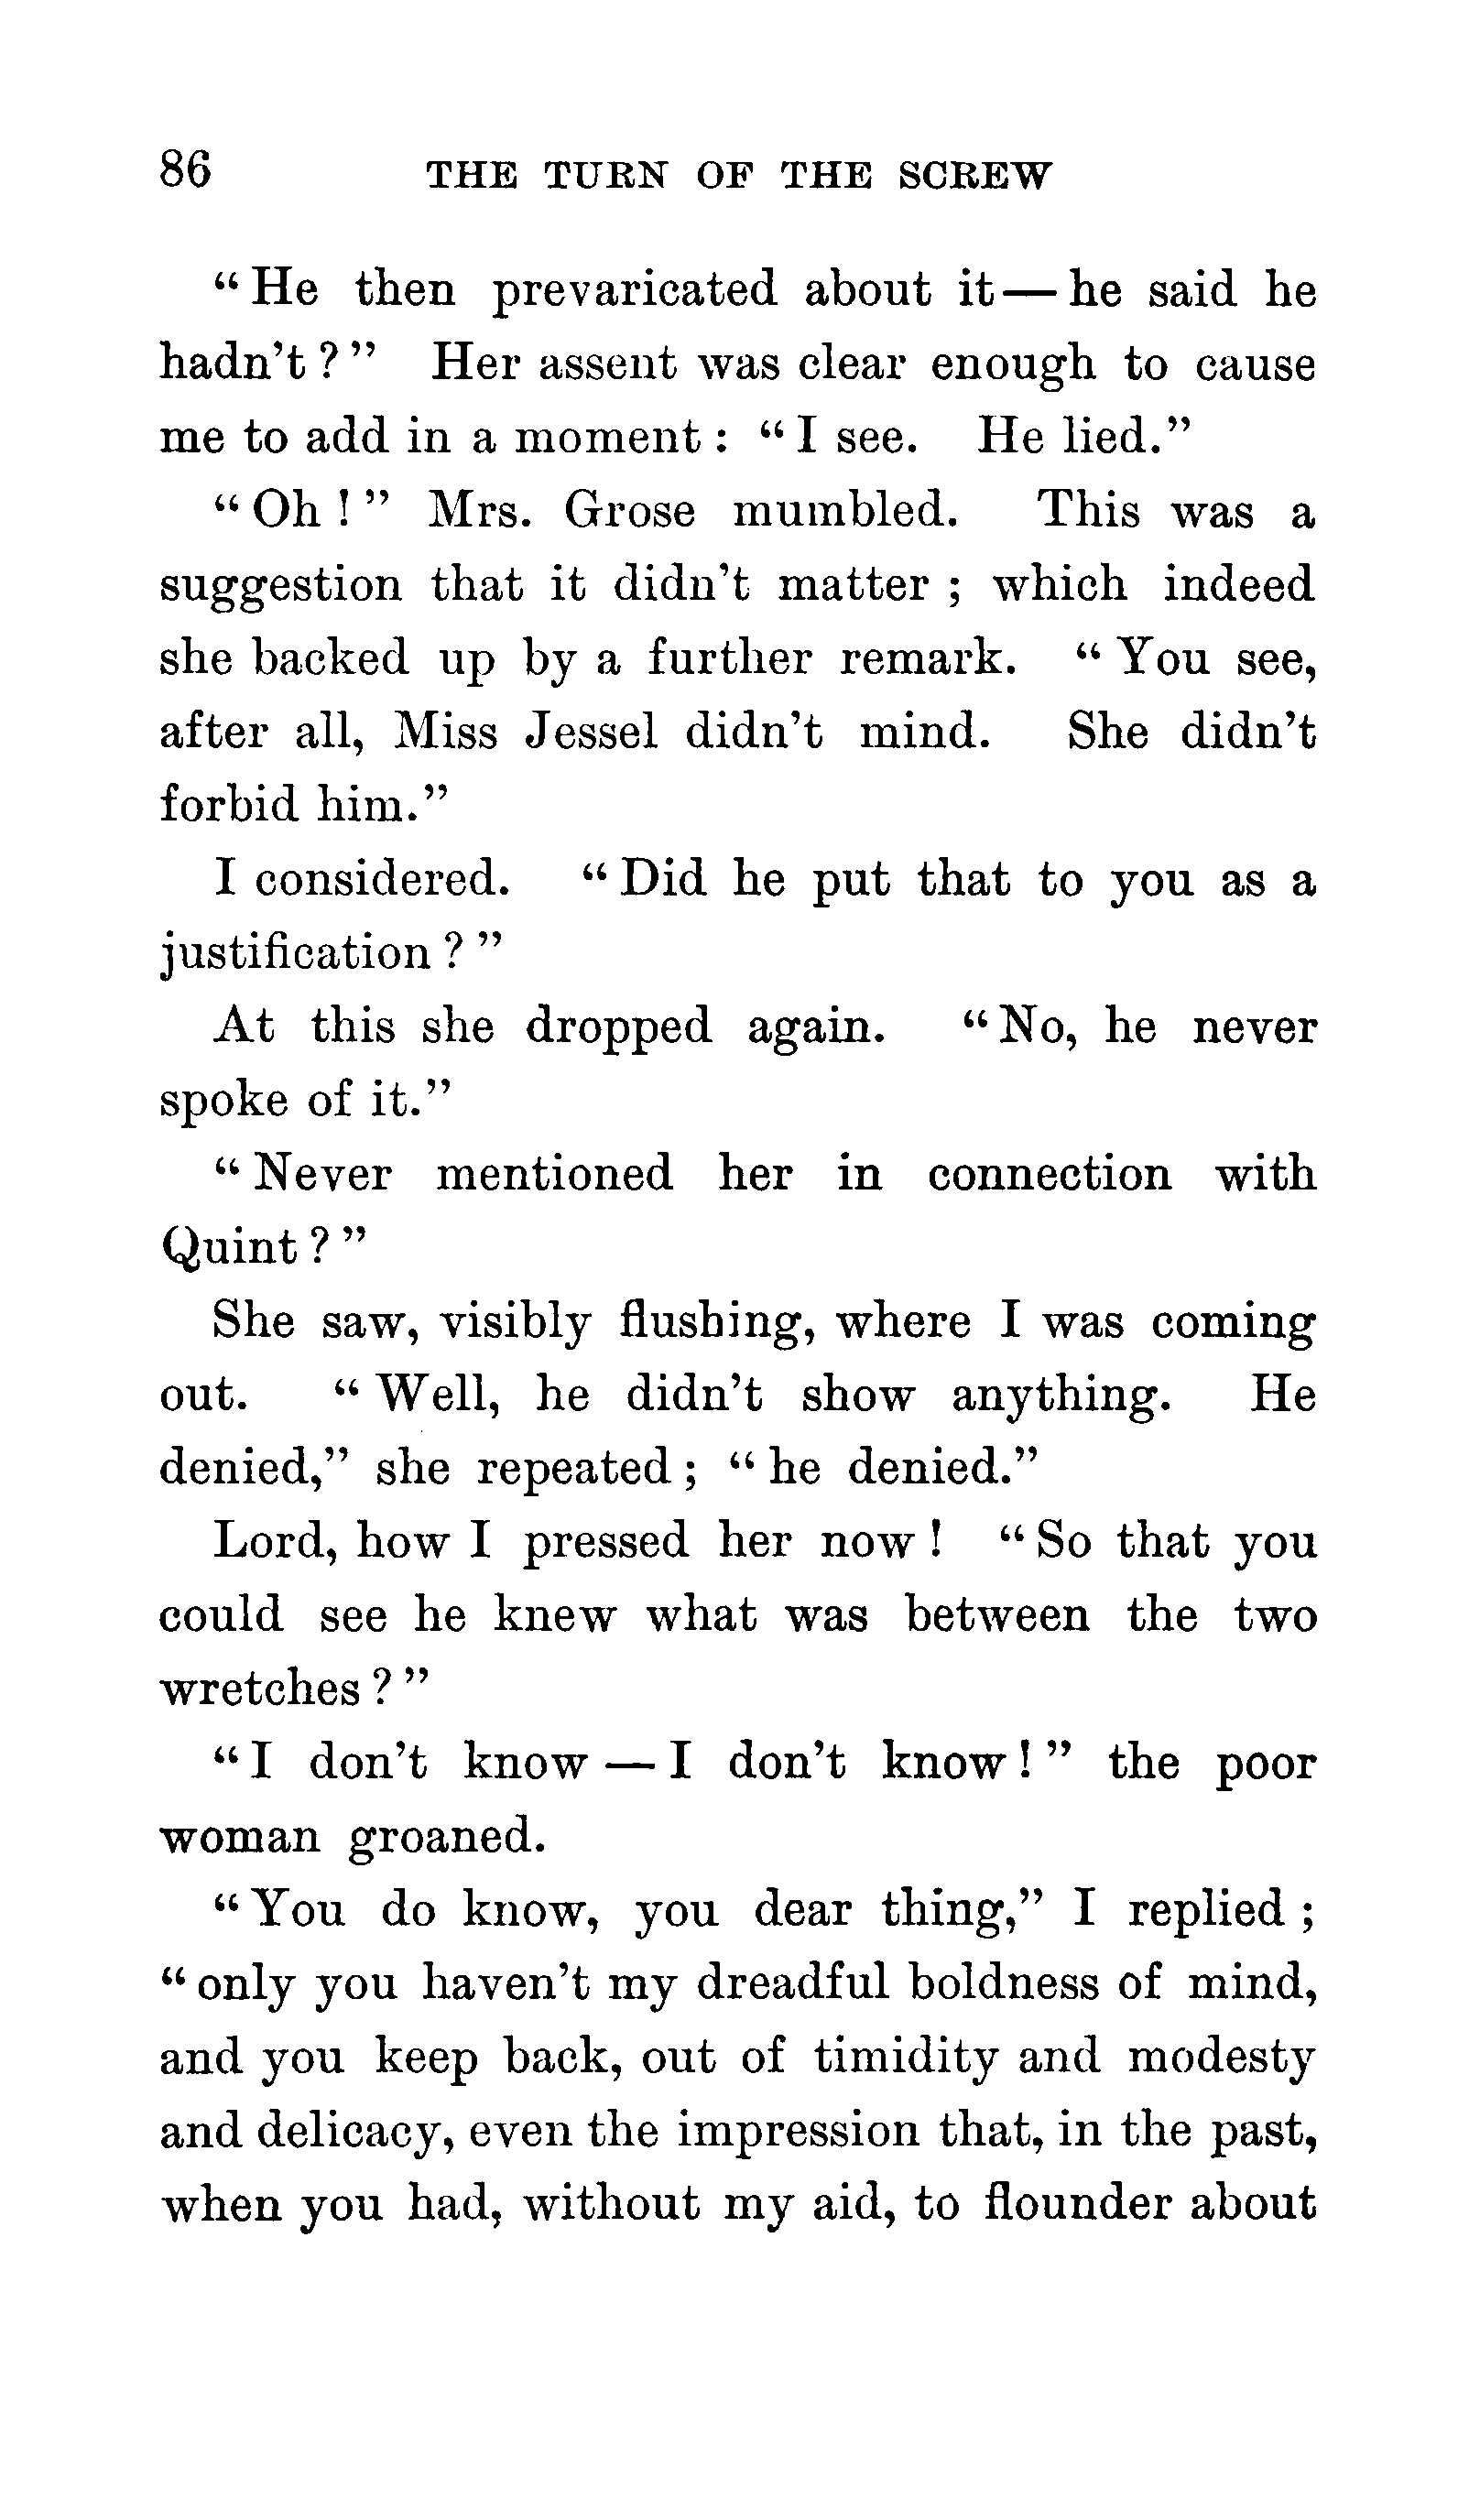 86 THE TURN OF THE SCREW
“ He then prevaricated about it — he said he
hadn’t ? ” Her assent was clear enough to cause
me to add in a moment : “ I see. He lied.”
“ Oh ! ” Mrs. Grose mumbled. This was a
suggestion that it didn’t matter ; which indeed
she backed up by a further remark. “ You see,
after all, Miss Jessel didn’t mind. She didn’t
forbid him.”
I considered. “ Did he put that to you as a
justification ? ”
At this she dropped again. “ No, he never
spoke of it.”
“ Never mentioned her in connection with
Quint ? ”
She saw, visibly flushing, where I was coming
out. “ Well, he didn’t show anything. He
denied,” she repeated ; “ he denied.”
Lord, how I pressed her now ! “ So that you
could see he knew what was between the two
wretches ? ”
“ I don’t know — I don’t know ! ” the poor
woman groaned.
“ You do know, you dear thing,” I replied ;
“ only you haven’t my dreadful boldness of mind,
and you keep back, out of timidity and modesty
and delicacy, even the impression that, in the past,
when you had, without my aid, to flounder about